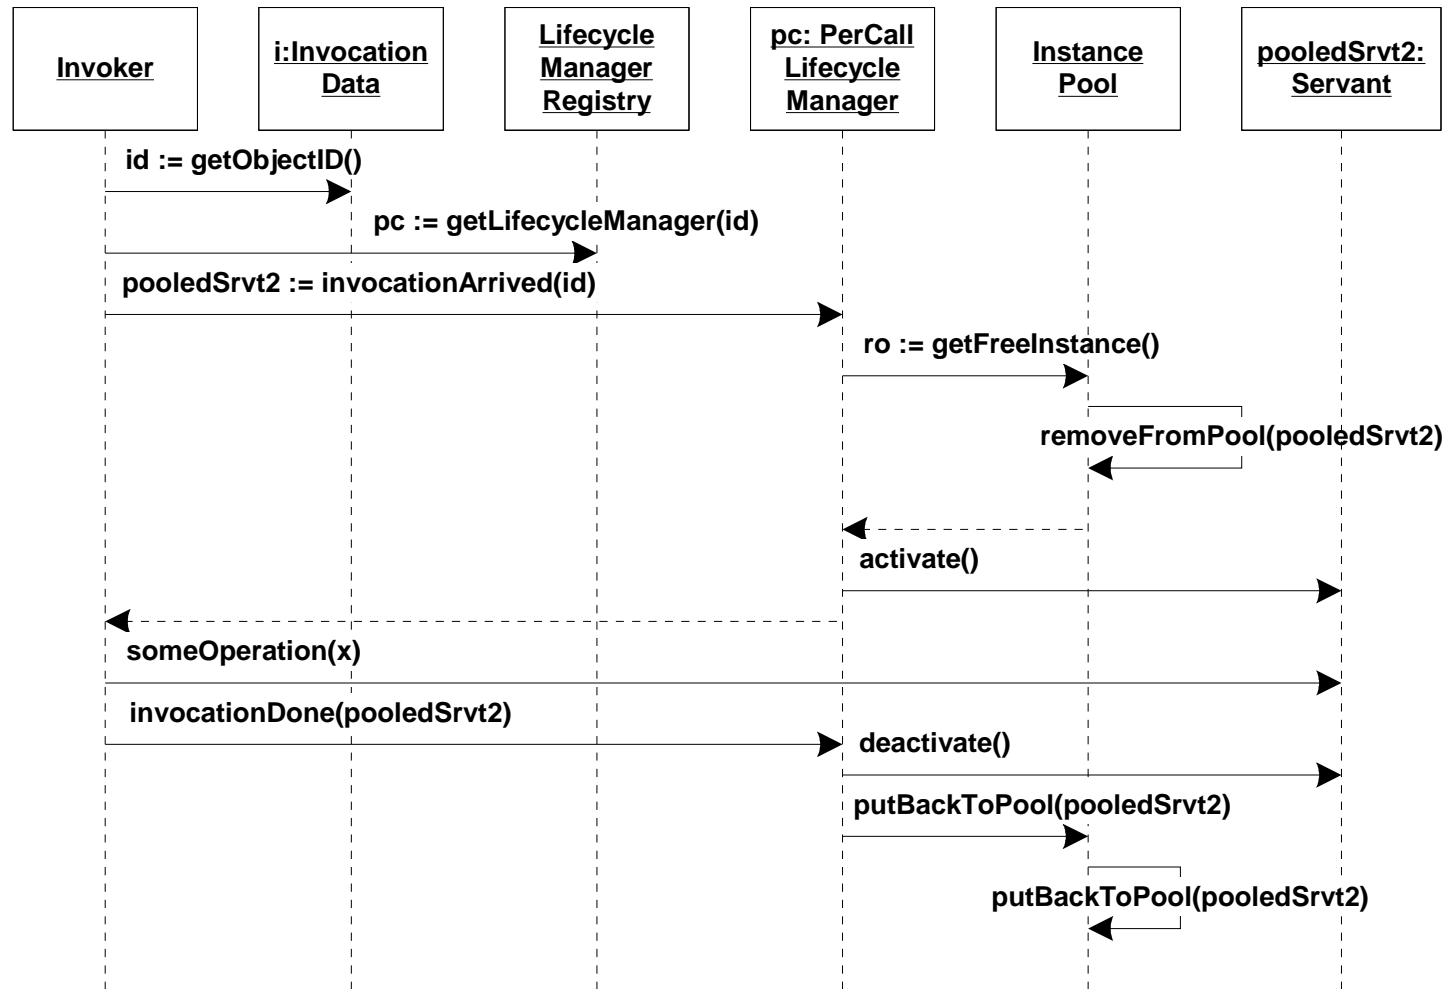 Invoker
i:Invocation
Data
Lifecycle
Manager
Registry
pc: PerCall
Lifecycle
Manager
Instance
Pool
pooledSrvt2:
Servant
id := getObjectID()
pc := getLifecycleManager(id)
pooledSrvt2 := invocationArrived(id)
ro := getFreeInstance()
removeFromPool(pooledSrvt2)
activate()
someOperation(x)
invocationDone(pooledSrvt2)
deactivate()
putBackToPool(pooledSrvt2)
putBackToPool(pooledSrvt2)